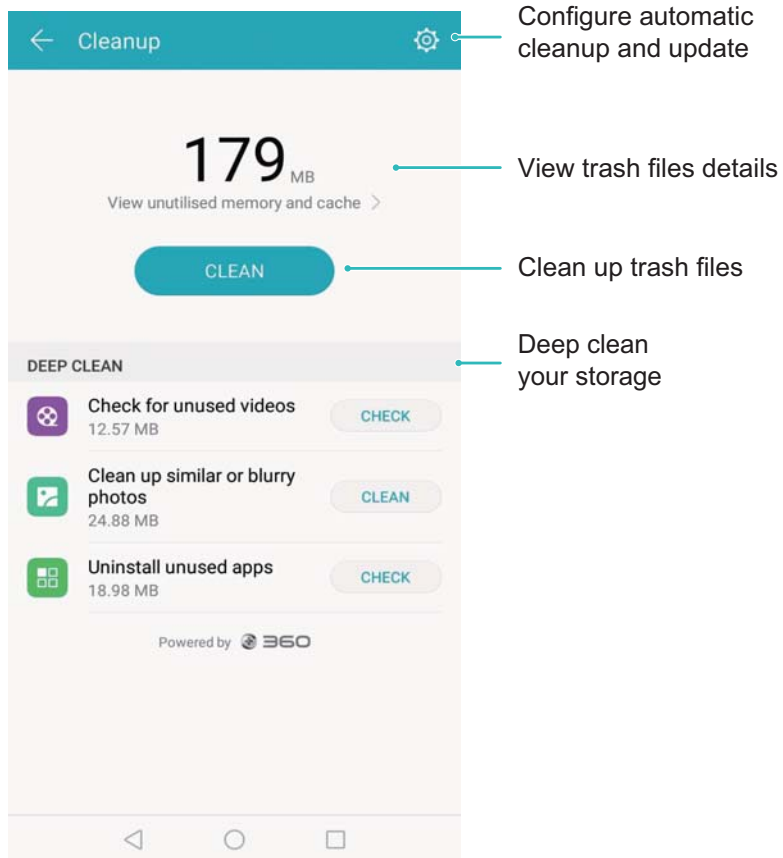 Cleanup
Configure automatic
cleanup and update
179 MB
View unutilised memory and cache
View trash files details
CLEAN
Clean up trash files
DEEP CLEAN
Deep clean
your storage
Check for unused videos
12.57 MB
CHECK
Clean up similar or blurry
photos
24.88 MB
CLEAN
Uninstall unused apps
18.98 MB
CHECK
Powered by 360